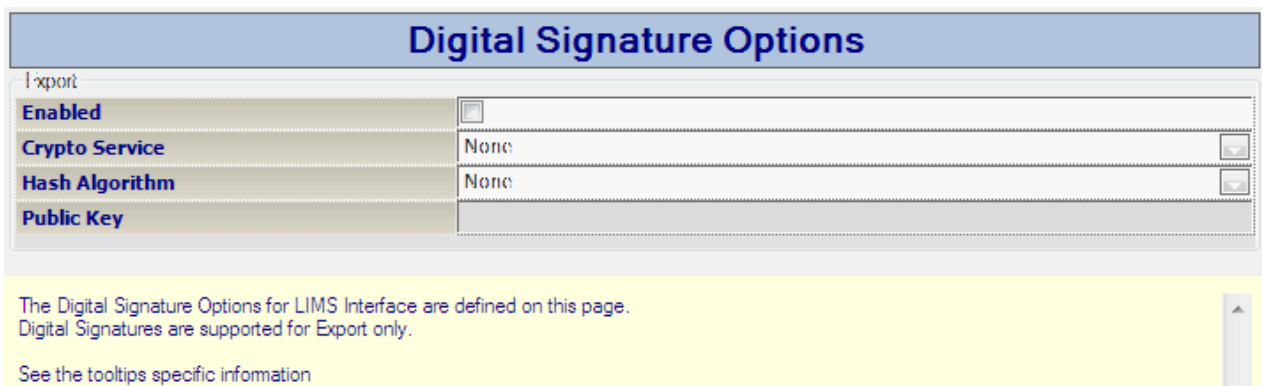 Digital Signature Options
Export
Enabled
Crypto Service None
Hash Algorithm None
Public Key
The Digital Signature Options for LIMS Interface are defined on this page.
Digital Signatures are supported for Export only.
See the tooltips specific information